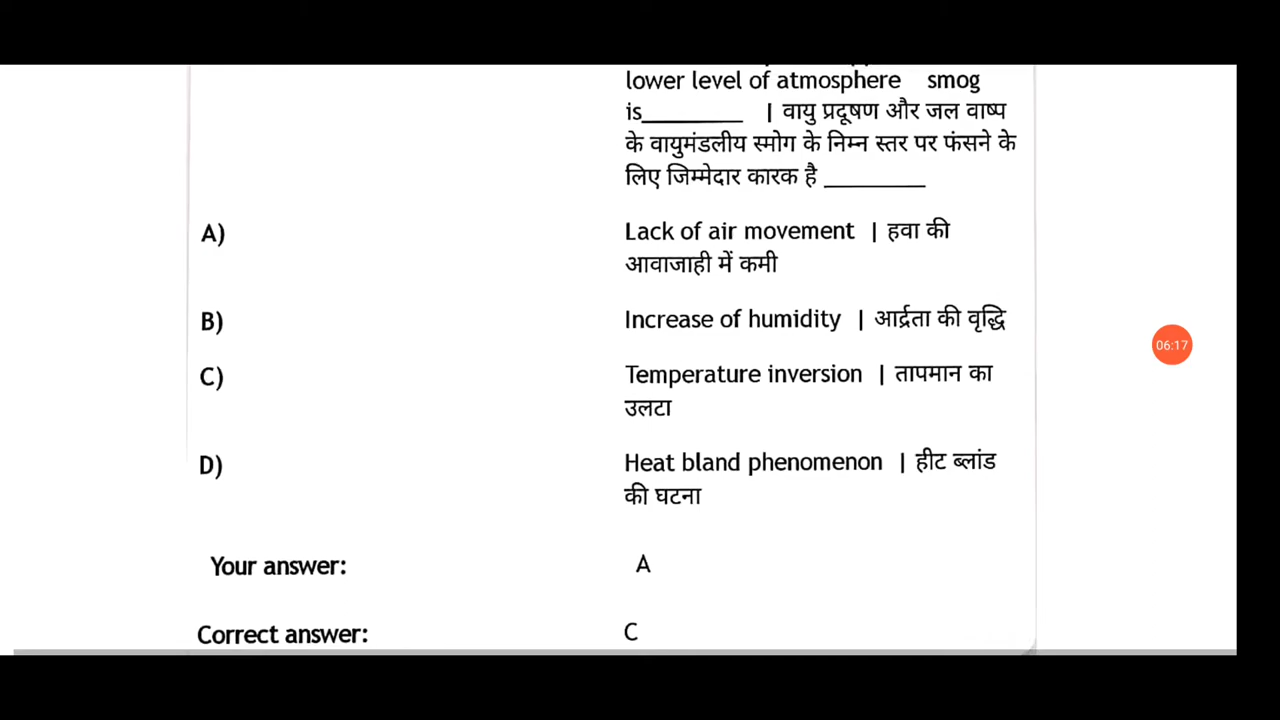 lower level of atmosphere smog
is_________ | वायु प्रदूषण और जल वाष्प
के वायुमंडलीय स्मोग के निम्न स्तर पर फंसने के
लिए जिम्मेदार कारक है _________
A) Lack of air movement | हवा की
आवाजाही में कमी
B) Increase of humidity | आर्द्रता की वृद्धि
C) Temperature inversion | तापमान का
उलटा
D) Heat bland phenomenon | हीट ब्लांड
की घटना
Your answer: A
Correct answer: C
06:17